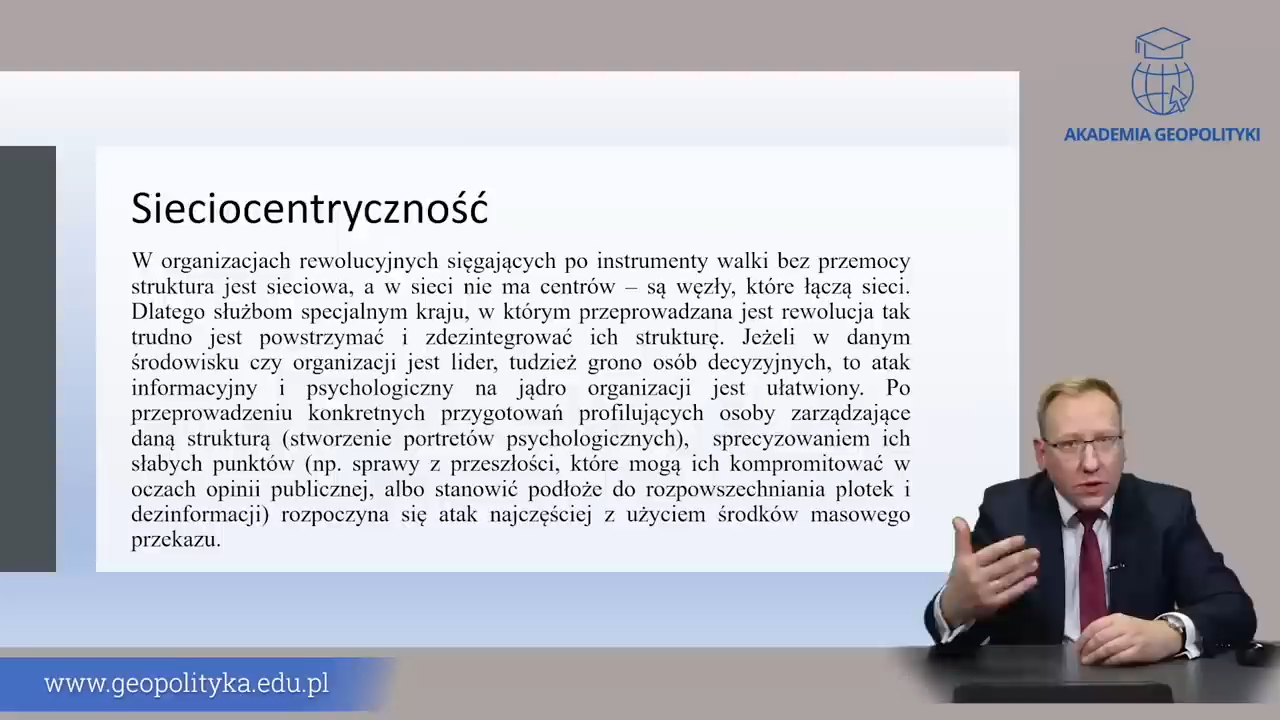 AKADEMIA GEOPOLITYKI
Sieciocentryczność
W organizacjach rewolucyjnych sięgających po instrumenty walki bez przemocy
struktura jest sieciowa, a w sieci nie ma centrów – są węzły, które łączą sieci.
Dlatego służbom specjalnym kraju, w którym przeprowadzana jest rewolucja tak
trudno jest powstrzymać i zdezintegrować ich strukturę. Jeżeli w danym
środowisku czy organizacji jest lider, tudzież grono osób decyzyjnych, to atak
informacyjny i psychologiczny na jądro organizacji jest ułatwiony. Po
przeprowadzeniu konkretnych przygotowań profilujących osoby zarządzające
daną strukturą (stworzenie portretów psychologicznych), sprecyzowaniem ich
słabych punktów (np. sprawy z przeszłości, które mogą ich kompromitować w
oczach opinii publicznej, albo stanowić podłoże do rozpowszechniania plotek i
dezinformacji) rozpoczyna się atak najczęściej z użyciem środków masowego
przekazu.
www.geopolityka.edu.pl